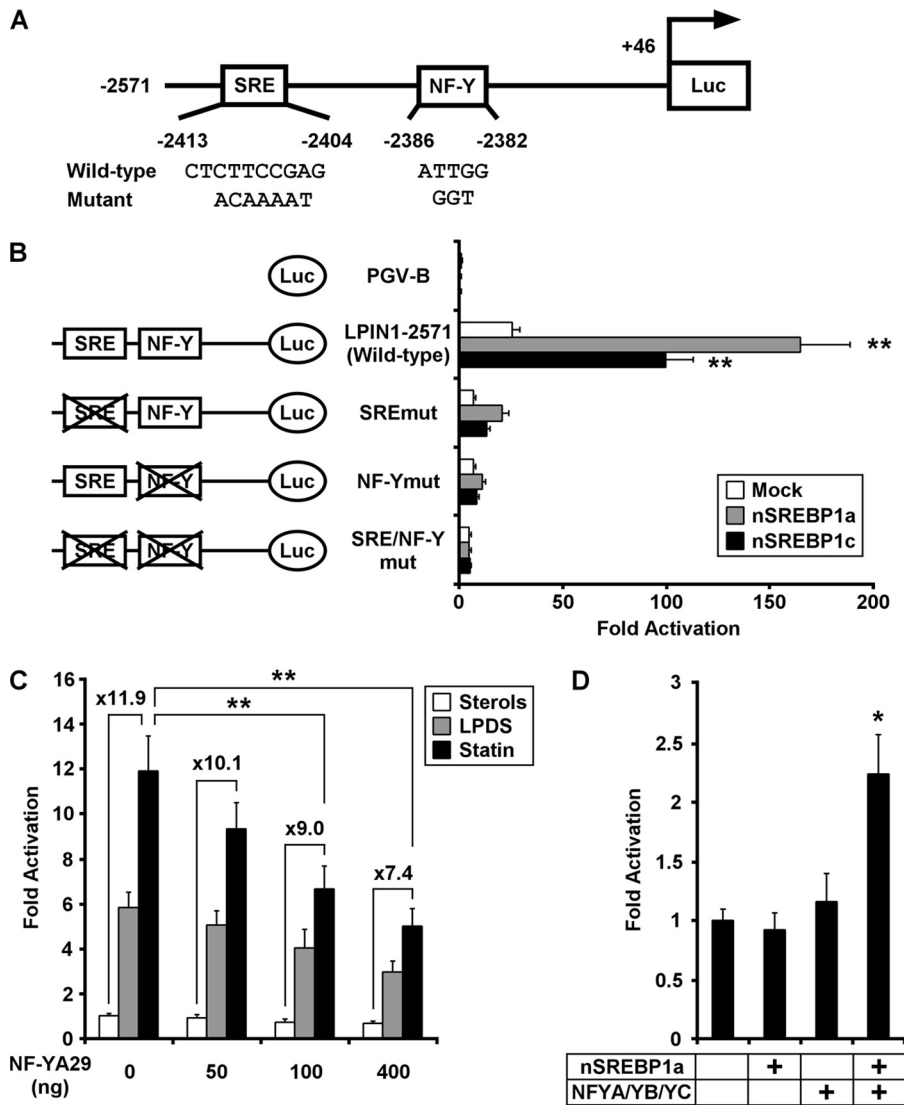 A
+46
-2571
SRE
NF-Y
Luc
-2413
-2404
-2386
-2382
Wild-type CTCTTCCGAG ATTGG
Mutant ACAAAAT GGT
B
Luc PGV-B
SRE NF-Y Luc LPIN1-2571
(Wild-type)
**
**
SRE NF-Y Luc SREmut
SRE NF-Y Luc NF-Ymut
SRE NF-Y Luc SRE/NF-Y
mut
Mock
nSREBP1a
nSREBP1c
0 50 100 150 200
Fold Activation
C
Fold Activation
16
14
12
10
8
6
4
2
0
x11.9
x10.1
x9.0
x7.4
**
**
Sterols
LPDS
Statin
NF-YA29
(ng)
0 50 100 400
D
Fold Activation
3
2.5
2
1.5
1
0.5
0
*
nSREBP1a + +
NFYA/YB/YC + +